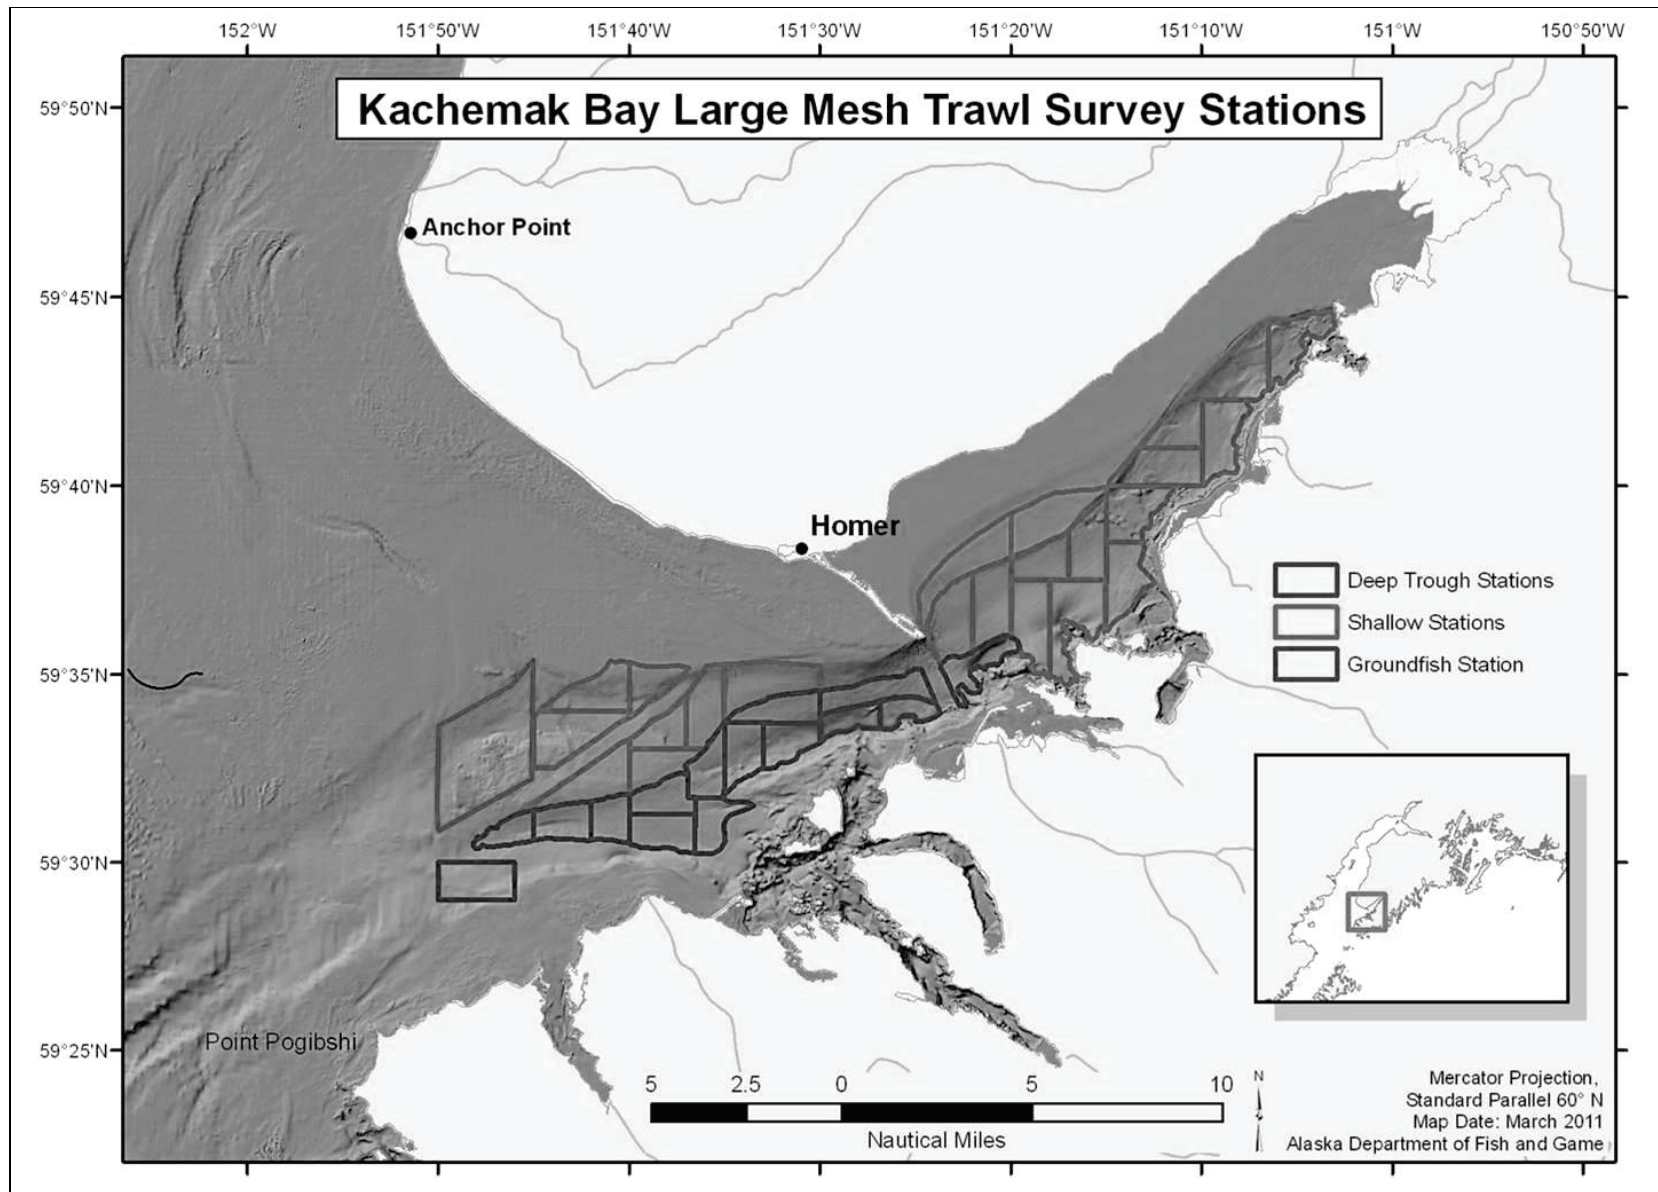 152°W 151°50'W 151°40'W 151°30'W 151°20'W 151°10'W 151°W 150°50'W
Kachemak Bay Large Mesh Trawl Survey Stations
59°50'N
Anchor Point
59°45'N
59°40'N
Homer
Deep Trough Stations
Shallow Stations
Groundfish Station
59°35'N
59°30'N
59°25'N
Point Pogibshi
5 2.5 0 5 10
Nautical Miles
N
Mercator Projection,
Standard Parallel 60° N
Map Date: March 2011
Alaska Department of Fish and Game